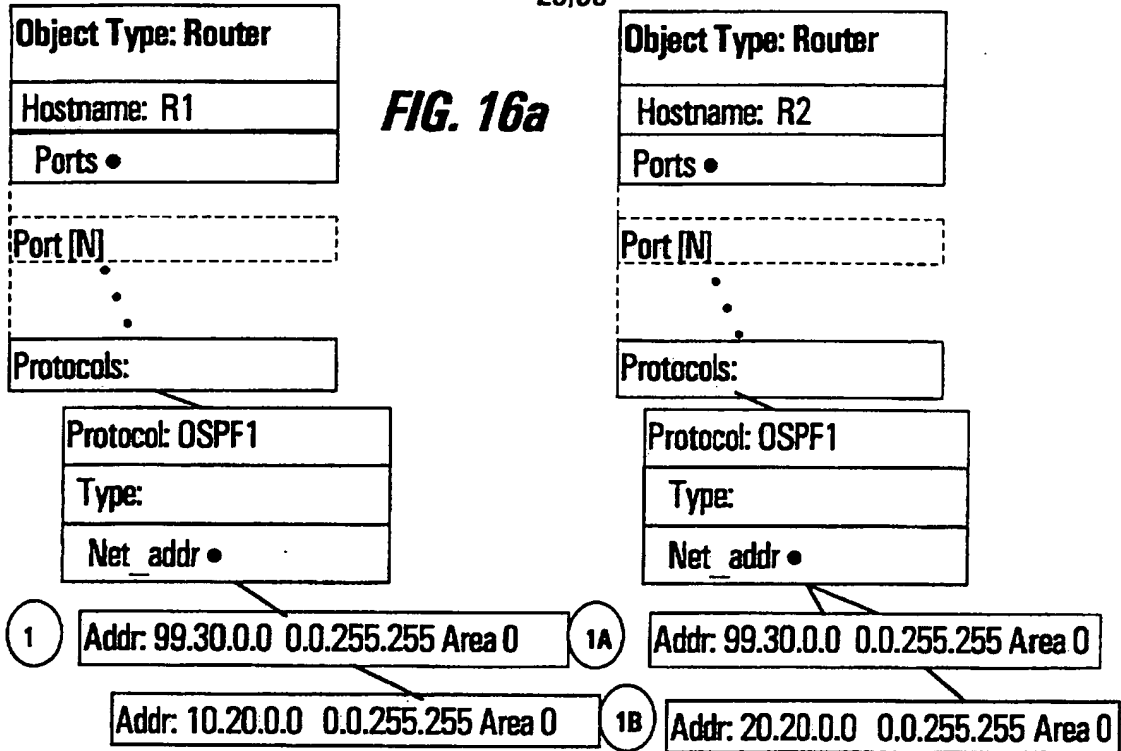 Object Type: Router
Hostname: R1
Ports
Port [N]
Protocols:
Protocol: OSPF1
Type:
Net_addr
1
Addr: 99.30.0.0 0.0.255.255 Area 0
Addr: 10.20.0.0 0.0.255.255 Area 0
FIG. 16a
Object Type: Router
Hostname: R2
Ports
Port [N]
Protocols:
Protocol: OSPF1
Type:
Net_addr
1A
Addr: 99.30.0.0 0.0.255.255 Area 0
1B
Addr: 20.20.0.0 0.0.255.255 Area 0